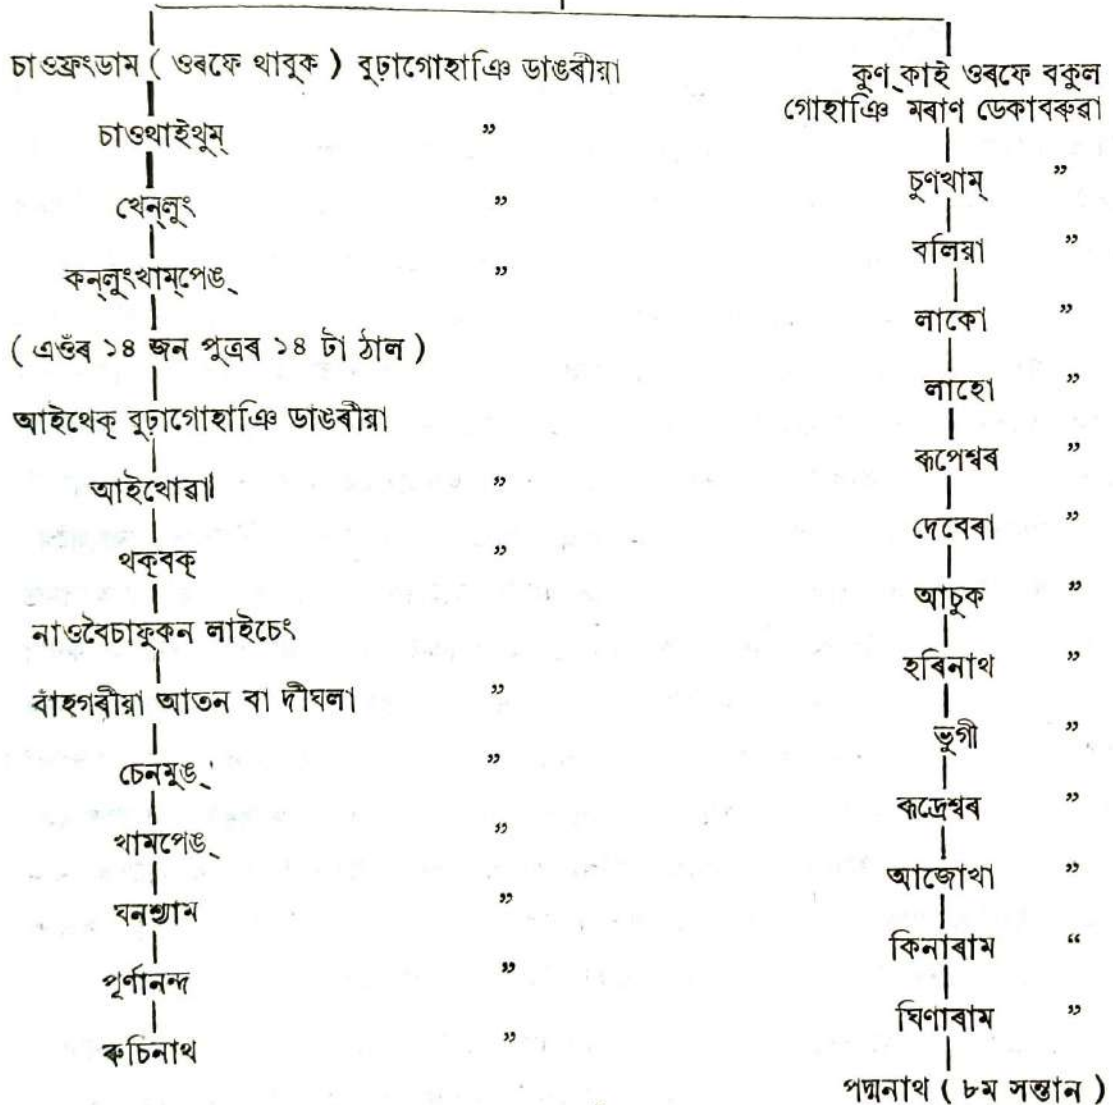 চাওফ্ৰংডাম ( ওৰফে থাবুক ) বুঢ়াগোহাঞি ডাঙৰীয়া
চাওথাইথুম্ ”
খেন্‌লুং ”
কন্‌লুংখাম্‌পেঙ্ ”
( এওঁৰ ১৪ জন পুত্ৰৰ ১৪ টা ঠাল )
আইথেক্ বুঢ়াগোহাঞি ডাঙৰীয়া
আইথোৱা ”
থক্‌বক্ ”
নাওবৈচাফুকন লাইচেং
বাঁহগৰীয়া আতন বা দীঘলা ”
চেনমুঙ্ ”
খামপেঙ্ ”
ঘনশ্যাম ”
পূৰ্ণানন্দ ”
ৰুচিনাথ ”
কুণ্‌কাই ওৰফে বকুল
গোহাঞি মৰাণ ডেকাবৰুৱা
চুণখাম্ ”
বলিয়া ”
লাকো ”
লাহো ”
ৰূপেশ্বৰ ”
দেবেৰা ”
আচুক ”
হৰিনাথ ”
ভুগী ”
ৰুদ্ৰেশ্বৰ ”
আজোখা ”
কিনাৰাম “
ঘিণাৰাম ”
পদ্মনাথ ( ৮ম সন্তান )